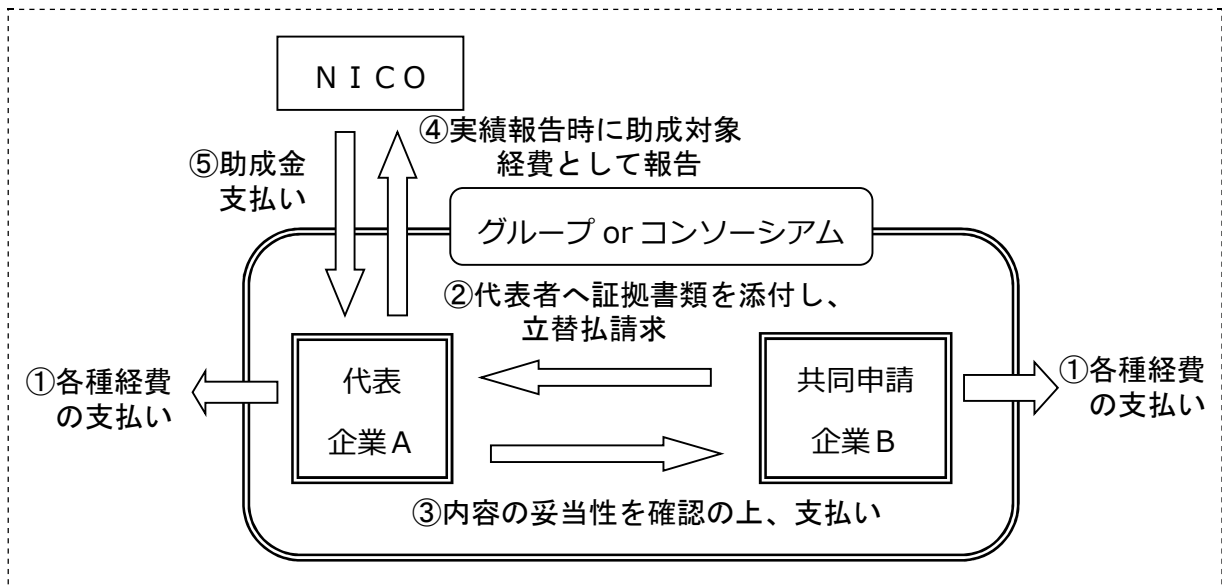 ＮＩＣＯ
④実績報告時に助成対象
経費として報告
⑤助成金
支払い
グループ or コンソーシアム
②代表者へ証拠書類を添付し、
立替払請求
①各種経費
の支払い
代表
企業Ａ
共同申請
企業Ｂ
①各種経費
の支払い
③内容の妥当性を確認の上、支払い